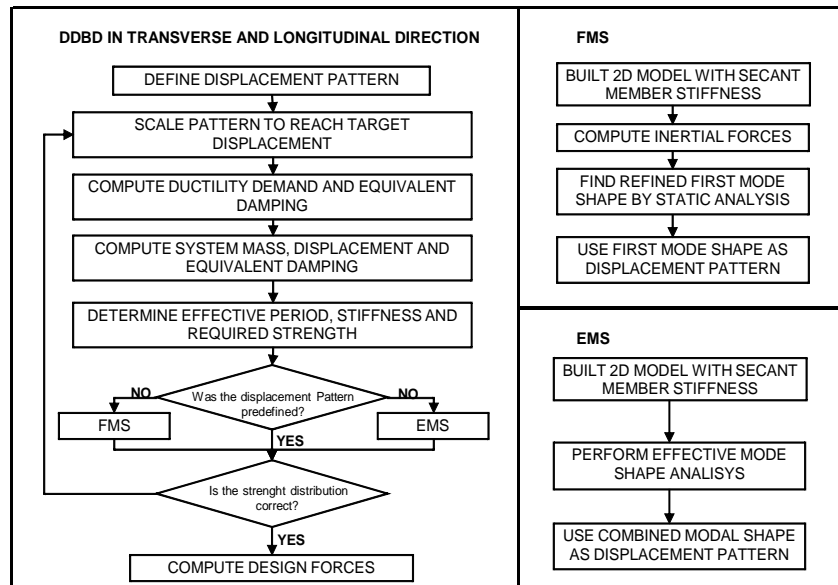 DDBD IN TRANSVERSE AND LONGITUDINAL DIRECTION
DEFINE DISPLACEMENT PATTERN
SCALE PATTERN TO REACH TARGET
DISPLACEMENT
COMPUTE DUCTILITY DEMAND AND EQUIVALENT
DAMPING
COMPUTE SYSTEM MASS, DISPLACEMENT AND
EQUIVALENT DAMPING
DETERMINE EFFECTIVE PERIOD, STIFFNESS AND
REQUIRED STRENGTH
NO
Was the displacement Pattern
predefined?
NO
FMS
EMS
YES
Is the strenght distribution
correct?
YES
COMPUTE DESIGN FORCES
FMS
BUILT 2D MODEL WITH SECANT
MEMBER STIFFNESS
COMPUTE INERTIAL FORCES
FIND REFINED FIRST MODE
SHAPE BY STATIC ANALYSIS
USE FIRST MODE SHAPE AS
DISPLACEMENT PATTERN
EMS
BUILT 2D MODEL WITH SECANT
MEMBER STIFFNESS
PERFORM EFFECTIVE MODE
SHAPE ANALISYS
USE COMBINED MODAL SHAPE
AS DISPLACEMENT PATTERN